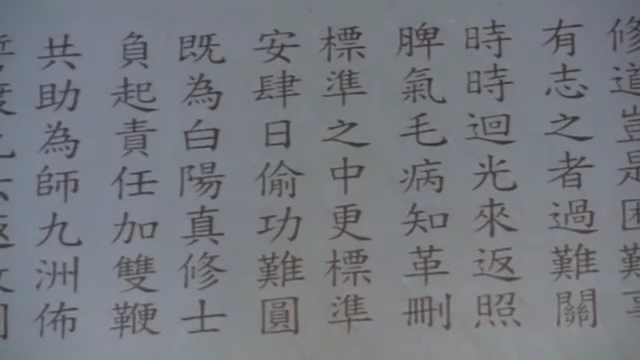 修道豈是困難事
有志之者過難關
時時迴光來返照
脾氣毛病知革刪
標準之中更標準
安肆日偷功難圓
既為白陽真修士
負起責任加雙鞭
共助為師九洲佈